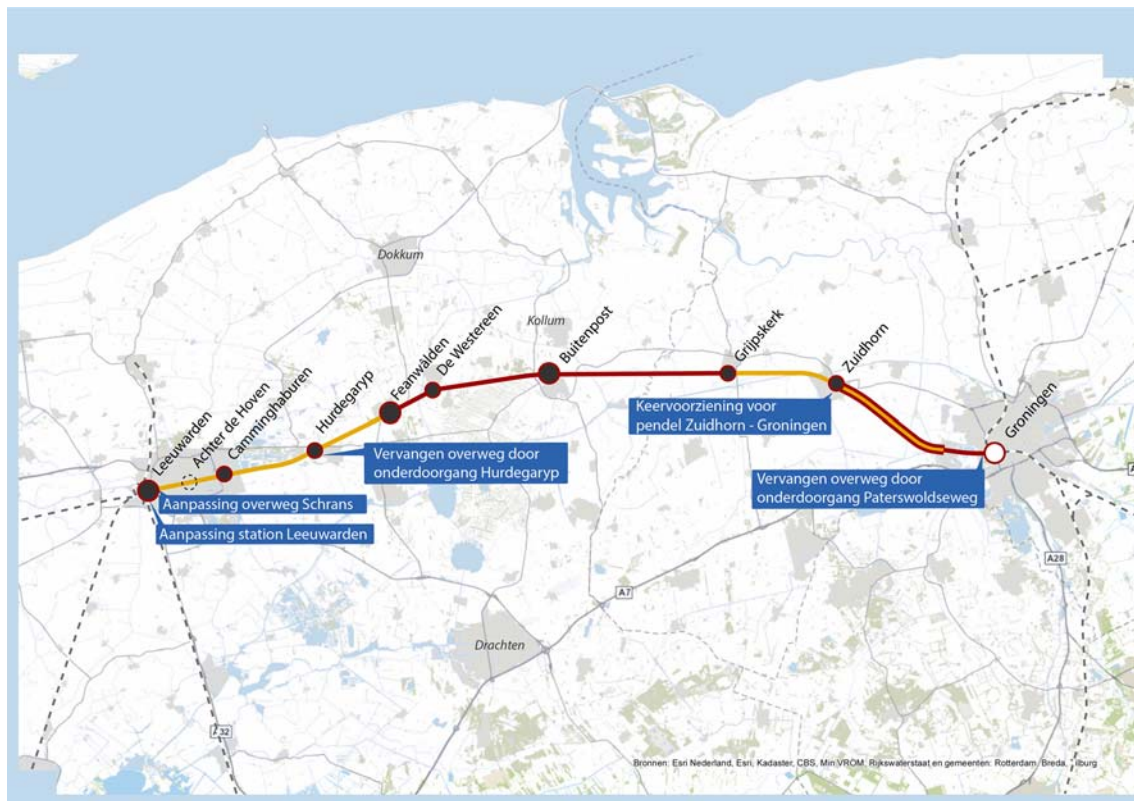 Dokkum
Kollum
Leeuwarden
Achter de Hoven
Camminghaburen
Hurdegaryp
Feanwâlden
De Westereen
Buitenpost
Grijpskerk
Zuidhorn
Groningen
Keervoorziening voor
pendel Zuidhorn - Groningen
Vervangen overweg door
onderdoorgang Hurdegaryp
Vervangen overweg door
onderdoorgang Paterswoldseweg
Aanpassing overweg Schrans
Aanpassing station Leeuwarden
A28
A7
Drachten
32
Bronnen: Esri Nederland, Esri, Kadaster, CBS, Min VROM, Rijkswaterstaat en gemeenten: Rotterdam, Breda,